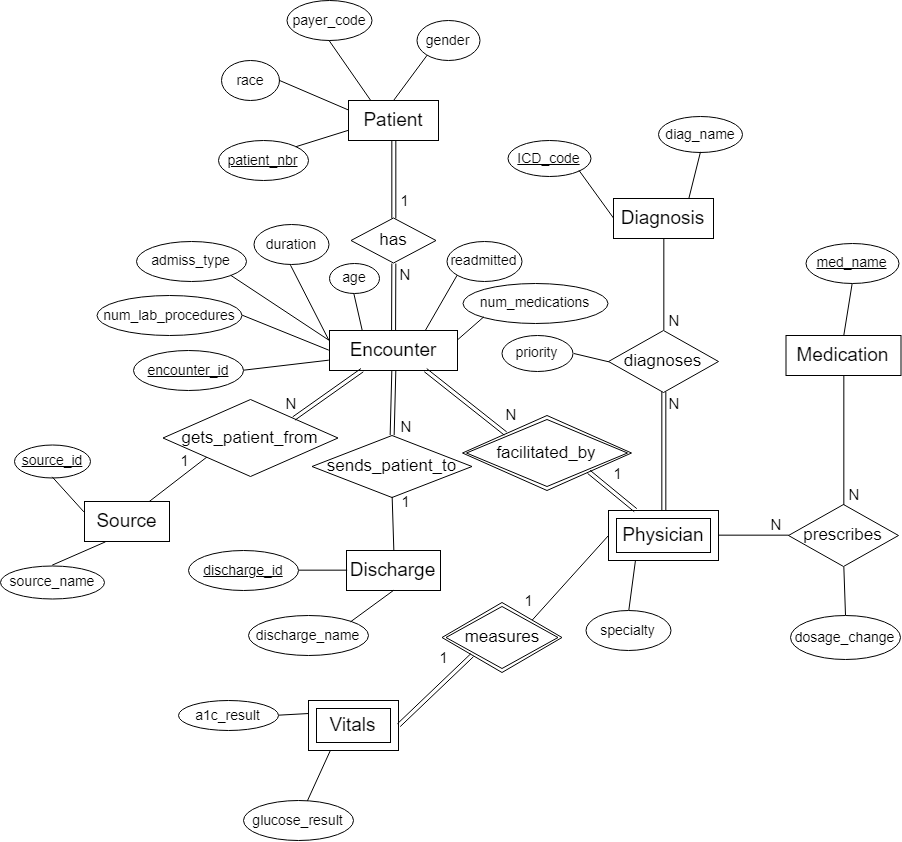 payer_code
gender
race
Patient
patient_nbr
ICD_code
diag_name
1
has
Diagnosis
duration
admiss_type
age
readmitted
N
med_name
num_lab_procedures
num_medications
N
Encounter
priority
diagnoses
Medication
encounter_id
N
N
N
N
gets_patient_from
sends_patient_to
facilitated_by
source_id
1
1
1
N
Source
N
Physician
prescribes
source_name
discharge_id
Discharge
1
discharge_name
measures
specialty
dosage_change
1
a1c_result
Vitals
glucose_result